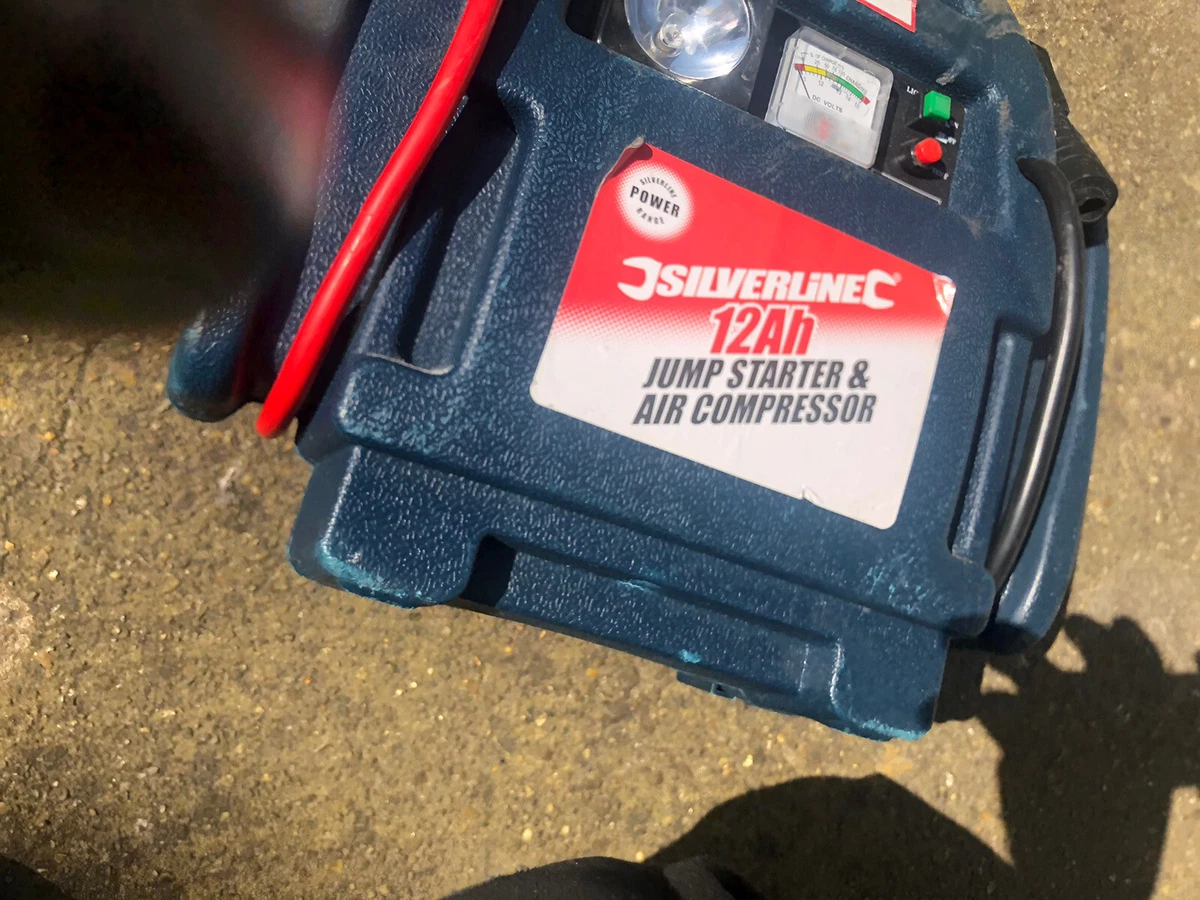 DC VOLTS
SILVERLINE
POWER
RANGE
SILVERLINE®
12Ah
JUMP STARTER &
AIR COMPRESSOR